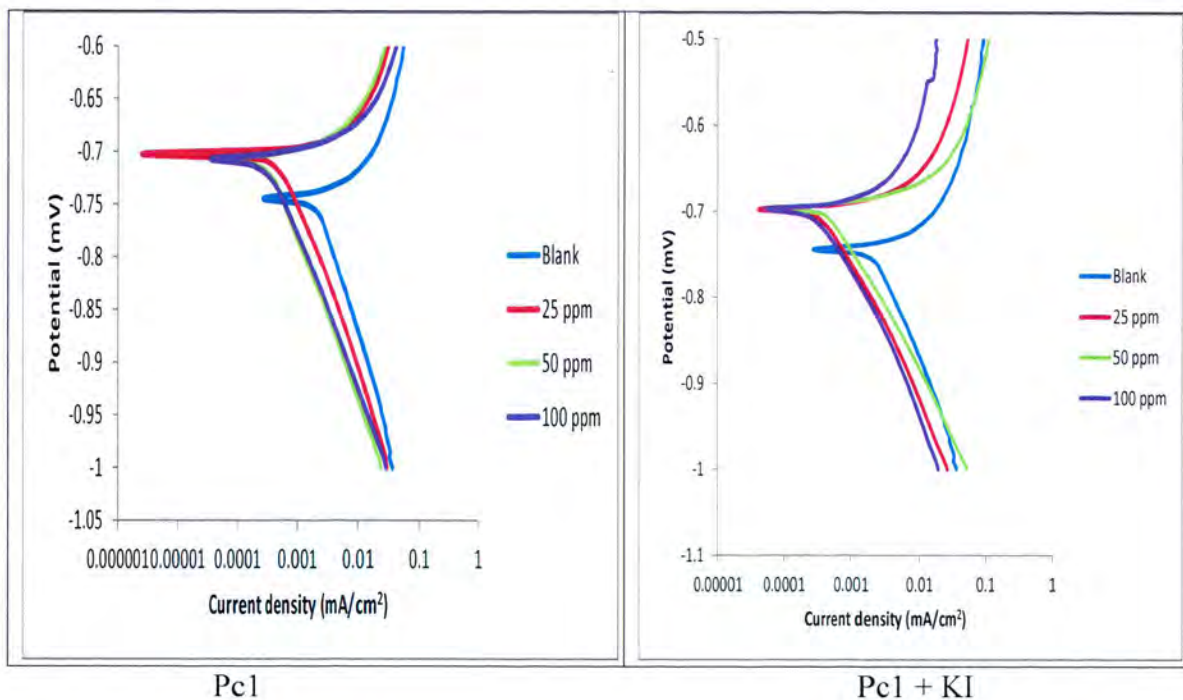 -0.6
-0.65
-0.7
-0.75
-0.8
-0.85
-0.9
-0.95
-1
-1.05
Potential (mV)
0.0000010.00001 0.0001 0.001 0.01 0.1 1
Current density (mA/cm²)
Blank
25 ppm
50 ppm
100 ppm
Pc1
-0.5
-0.6
-0.7
-0.8
-0.9
-1
-1.1
Potential (mV)
0.00001 0.0001 0.001 0.01 0.1 1
Current density (mA/cm²)
Blank
25 ppm
50 ppm
100 ppm
Pc1 + KI